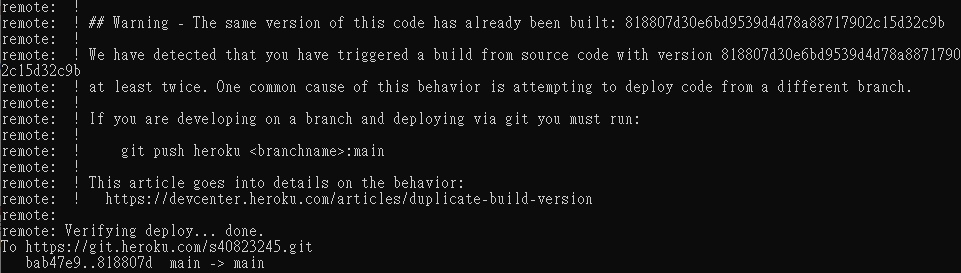 remote:  !
remote:  ! ## Warning - The same version of this code has already been built: 818807d30e6bd9539d4d78a88717902c15d32c9b
remote:  !
remote:  ! We have detected that you have triggered a build from source code with version 818807d30e6bd9539d4d78a8871790
2c15d32c9b
remote:  ! at least twice. One common cause of this behavior is attempting to deploy code from a different branch.
remote:  !
remote:  ! If you are developing on a branch and deploying via git you must run:
remote:  !
remote:  !     git push heroku <branchname>:main
remote:  !
remote:  ! This article goes into details on the behavior:
remote:  !   https://devcenter.heroku.com/articles/duplicate-build-version
remote:
remote: Verifying deploy... done.
To https://git.heroku.com/s40823245.git
   bab47e9..818807d  main -> main